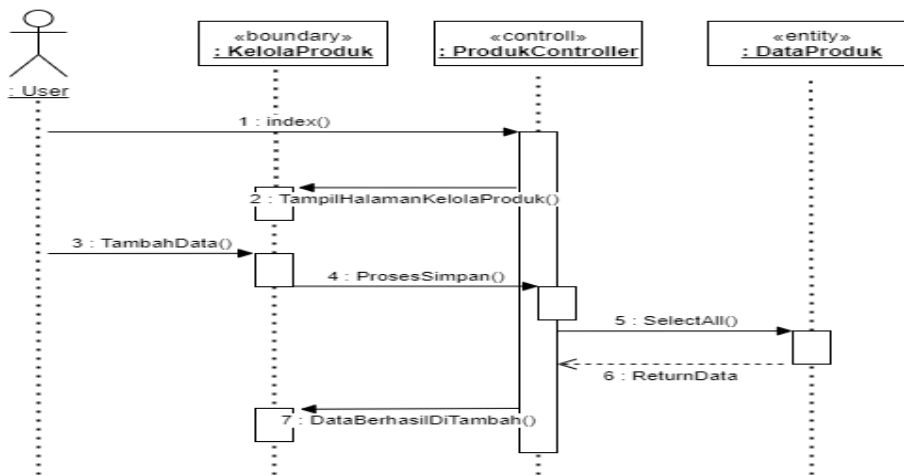 «boundary»
: KelolaProduk
«controll»
: ProdukController
«entity»
: DataProduk
: User
1 : index()
2 : TampilHalamanKelolaProduk()
3 : TambahData()
4 : ProsesSimpan()
5 : SelectAll()
6 : ReturnData
7 : DataBerhasilDiTambah()